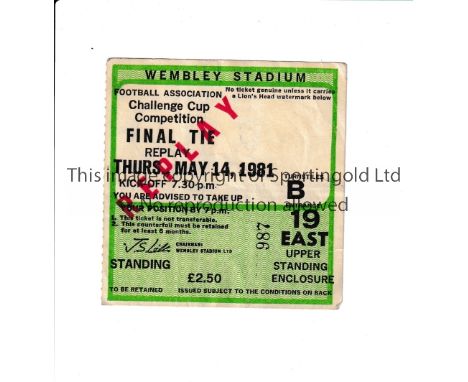 WEMBLEY STADIUM
FOOTBALL ASSOCIATION
Challenge Cup
Competition
No ticket genuine unless it carries
a Lion's Head watermark below
FINAL TIE
REPLAY
REPLAY
THURS. MAY 14, 1981
KICK-OFF 7.30 pm
YOU ARE ADVISED TO TAKE UP
YOUR POSITION BY 7 p.m.
This image is copyright of Sportingold Ltd
No reproduction allowed
TURNSTILES
B
19
EAST
UPPER
STANDING
ENCLOSURE
987
1. This ticket is not transferable.
2. This counterfoil must be retained
for at least 6 months.
CHAIRMAN:
WEMBLEY STADIUM LTD
STANDING
£2.50
TO BE RETAINED
ISSUED SUBJECT TO THE CONDITIONS ON BACK